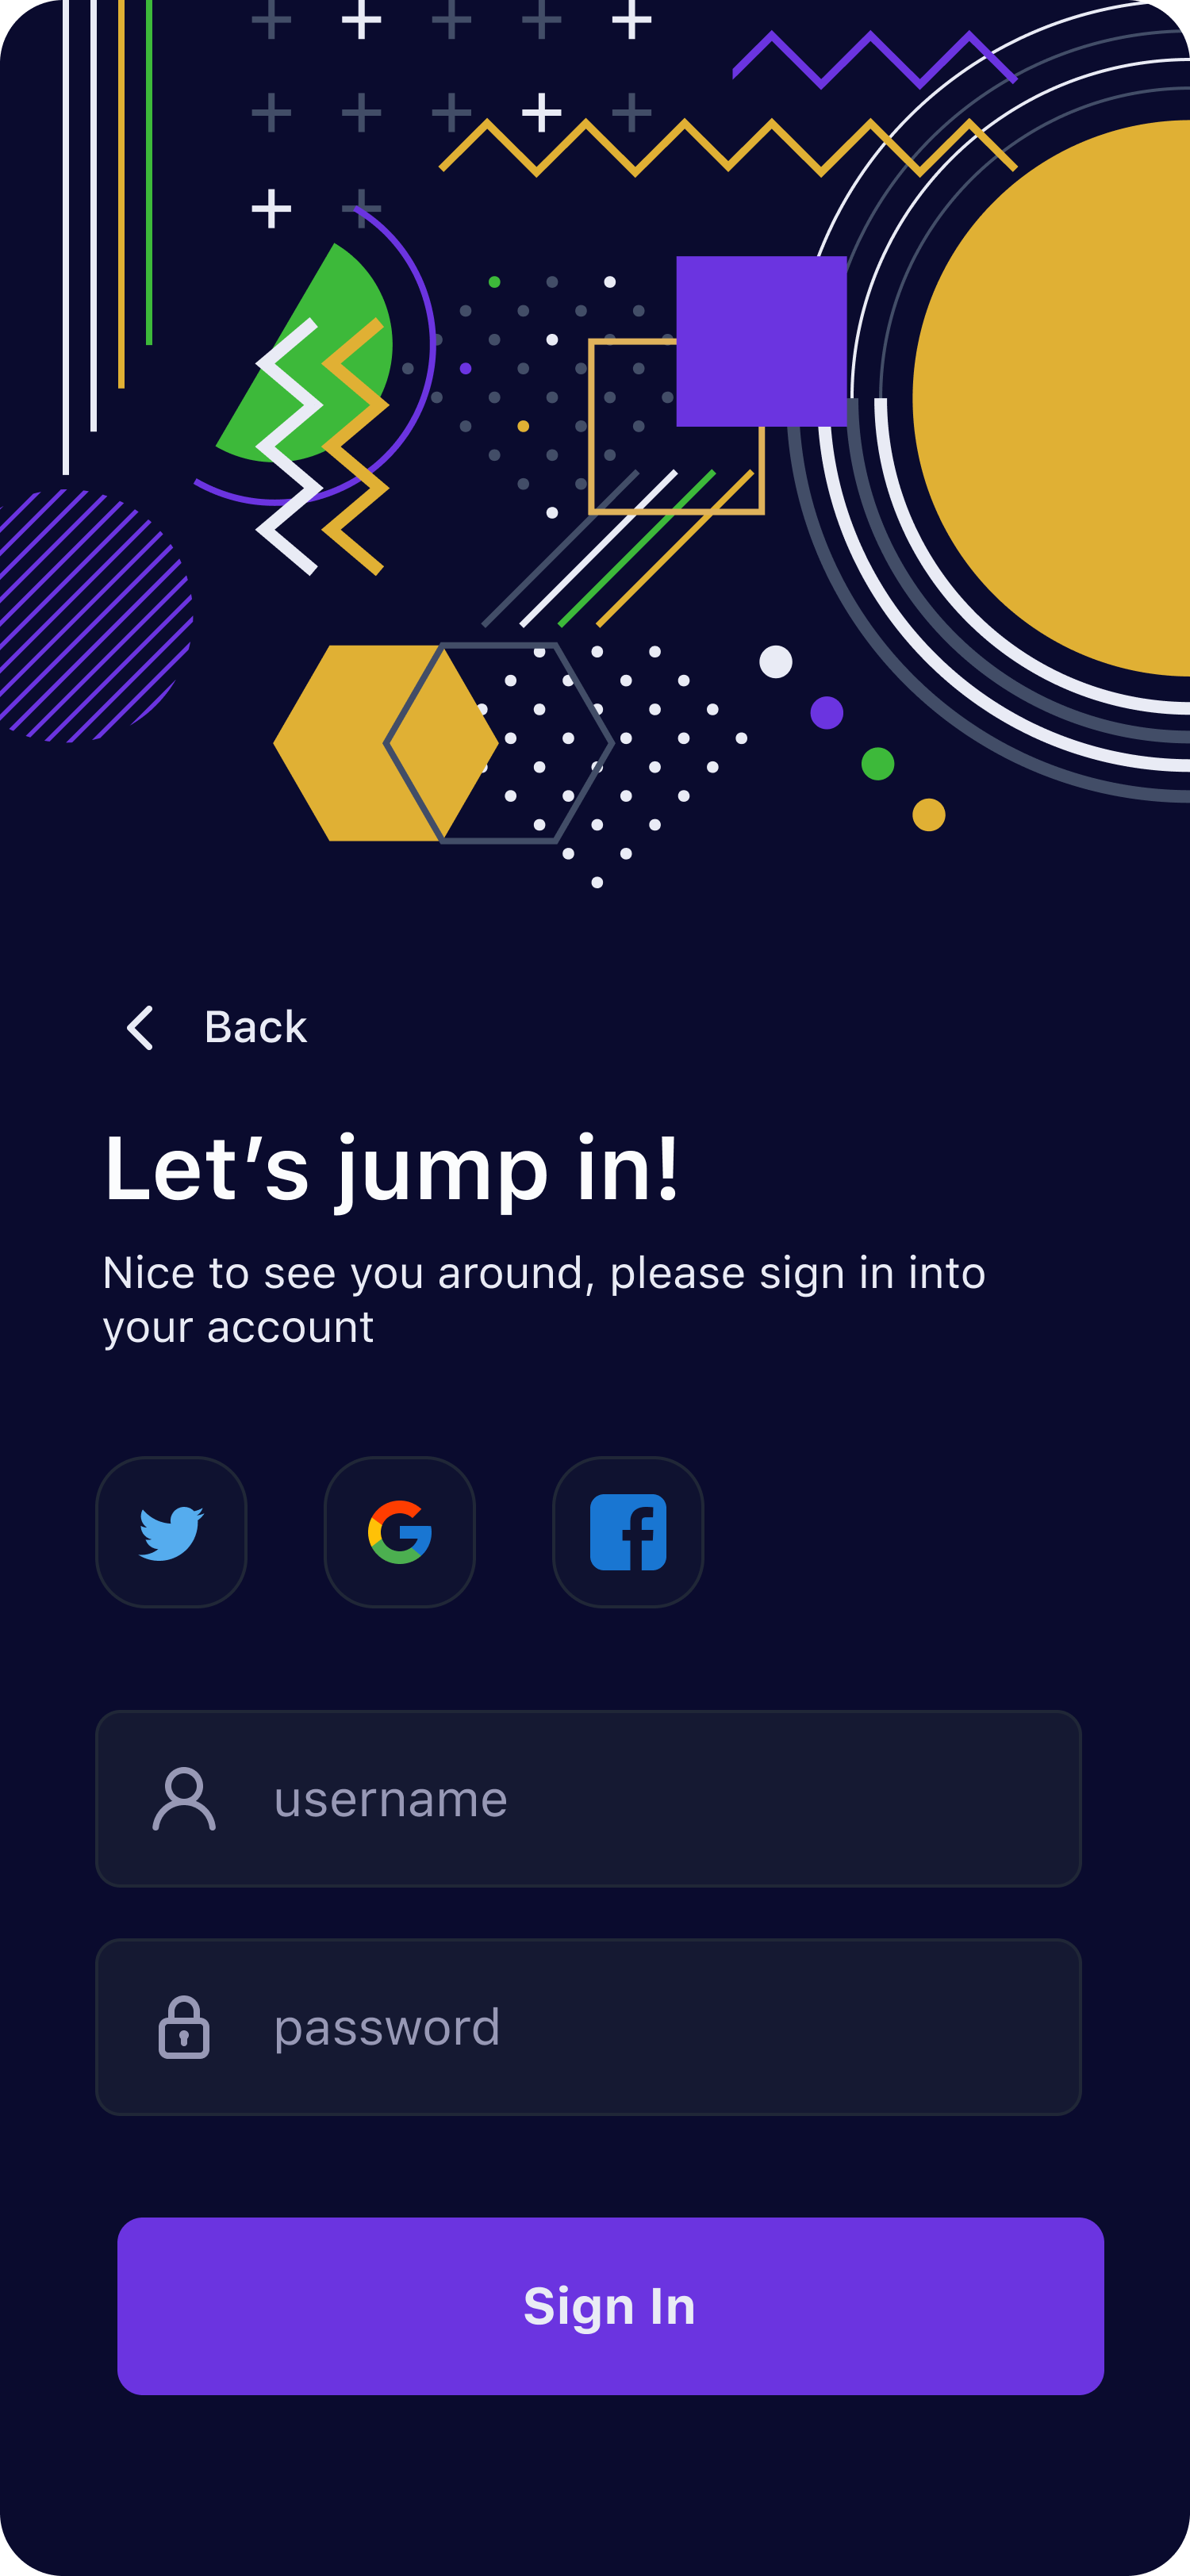 Back
Let’s jump in!
Nice to see you around, please sign in into
your account
username
password
Sign In